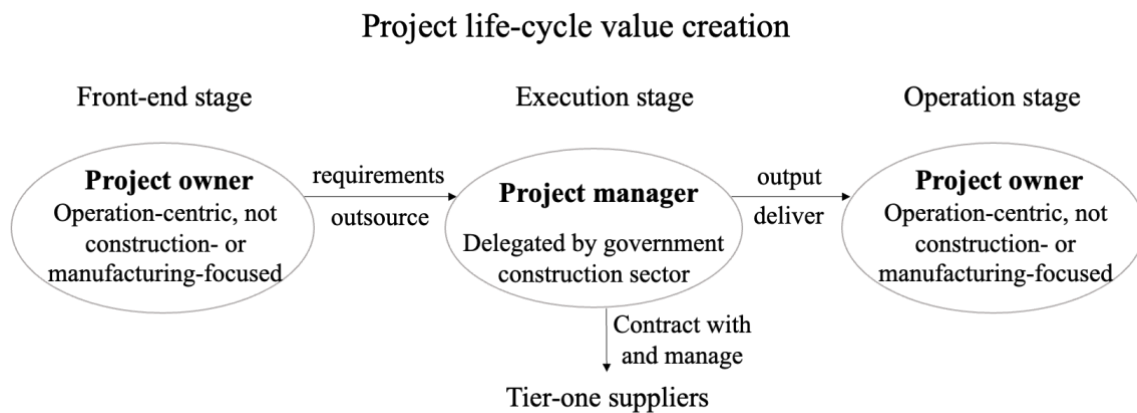 Project life-cycle value creation
Front-end stage
Execution stage
Operation stage
Project owner
Operation-centric, not
construction- or
manufacturing-focused
requirements
outsource
Project manager
Delegated by government
construction sector
output
deliver
Project owner
Operation-centric, not
construction- or
manufacturing-focused
Contract with
and manage
Tier-one suppliers